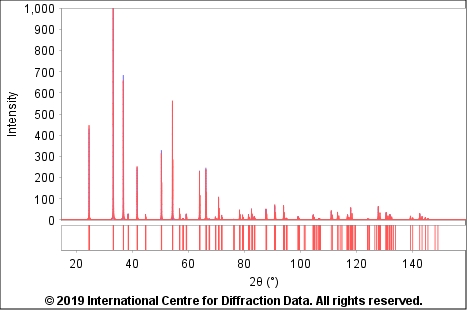 1,000
900
800
700
600
500
400
300
200
100
0
Intensity
20 40 60 80 100 120 140
2θ (°)
© 2019 International Centre for Diffraction Data. All rights reserved.